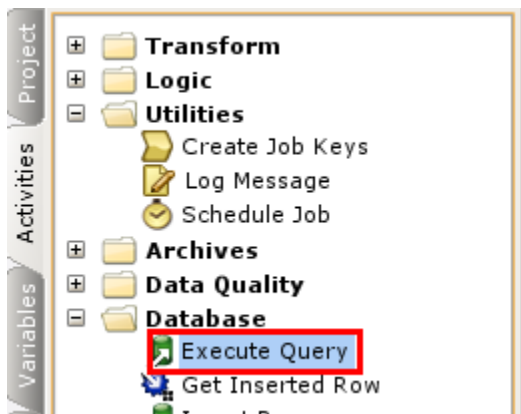 Project
Activities
Variables
Transform
Logic
Utilities
Create Job Keys
Log Message
Schedule Job
Archives
Data Quality
Database
Execute Query
Get Inserted Row